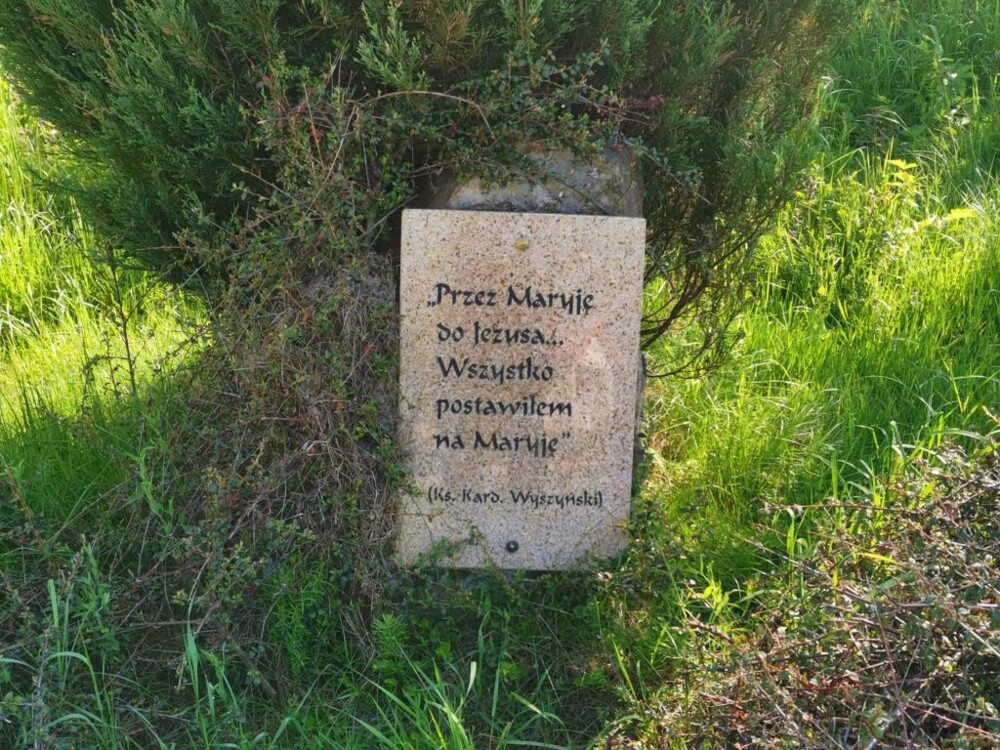 „Przez Maryję
do Jezusa...
Wszystko
postawiłem
na Maryję”
(Ks. Kard. Wyszyński)